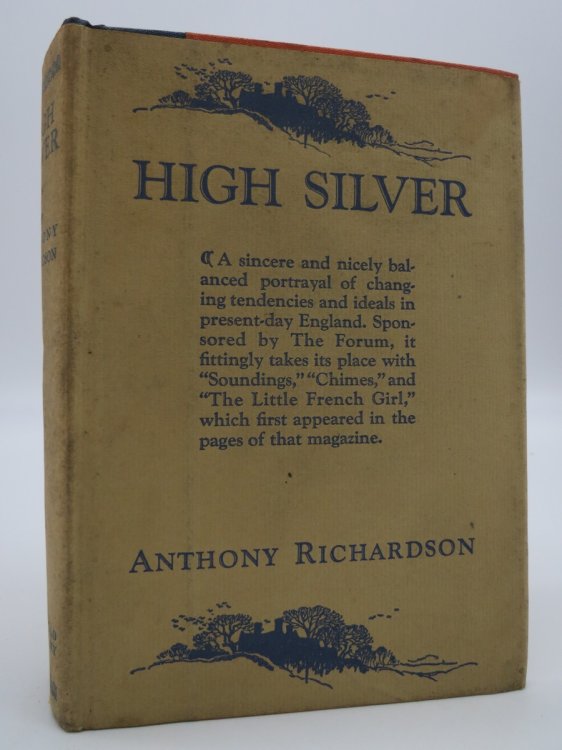 HIGH SILVER
A sincere and nicely bal-
anced portrayal of chang-
ing tendencies and ideals in
present-day England. Spon-
sored by The Forum, it
fittingly takes its place with
"Soundings," "Chimes," and
"The Little French Girl,"
which first appeared in the
pages of that magazine.
ANTHONY RICHARDSON